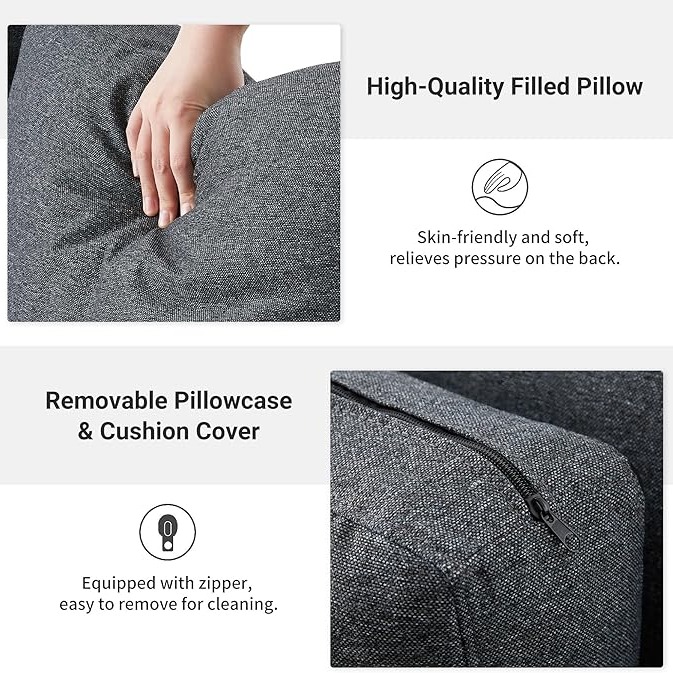 High-Quality Filled Pillow
Skin-friendly and soft,
relieves pressure on the back.
Removable Pillowcase
& Cushion Cover
Equipped with zipper,
easy to remove for cleaning.